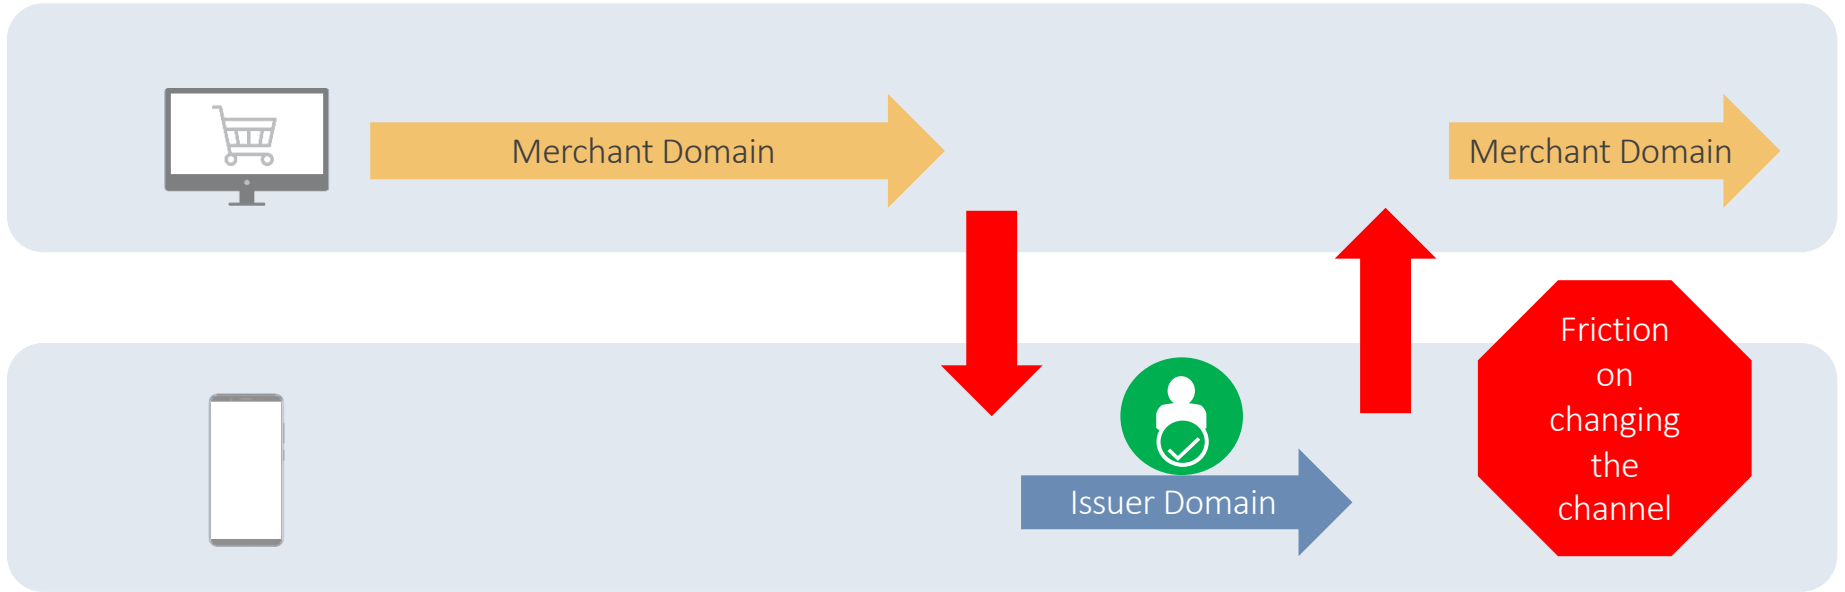 Merchant Domain
Merchant Domain
Issuer Domain
Friction
on
changing
the
channel